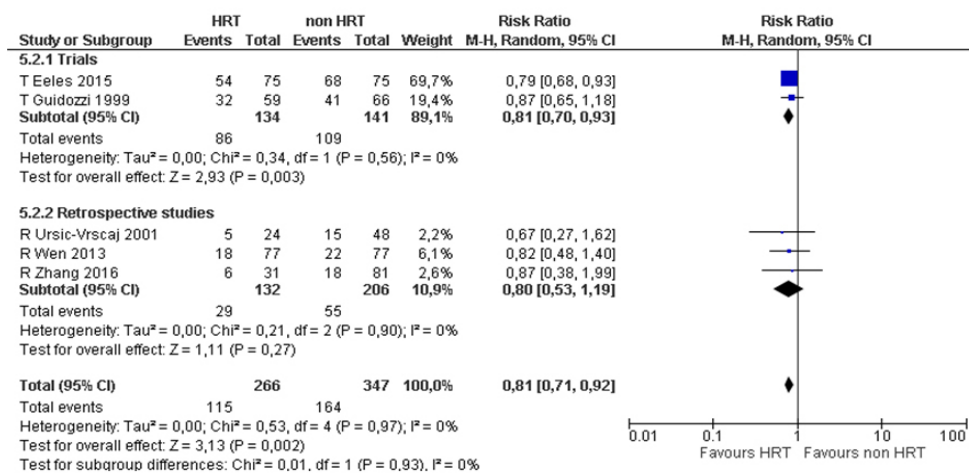 HRT non HRT Risk Ratio Risk Ratio
Study or Subgroup Events Total Events Total Weight M-H, Random, 95% CI M-H, Random, 95% CI
5.2.1 Trials
T Eeles 2015 54 75 68 75 69,7% 0,79 [0,68, 0,93]
T Guidozzi 1999 32 59 41 66 19,4% 0,87 [0,65, 1,18]
Subtotal (95% CI) 134 141 89,1% 0,81 [0,70, 0,93]
Total events 86 109
Heterogeneity: Tau² = 0,00; Chi² = 0,34, df = 1 (P = 0,56); I² = 0%
Test for overall effect: Z = 2,93 (P = 0,003)
5.2.2 Retrospective studies
R Ursic-Vrscaj 2001 5 24 15 48 2,2% 0,67 [0,27, 1,62]
R Wen 2013 18 77 22 77 6,1% 0,82 [0,48, 1,40]
R Zhang 2016 6 31 18 81 2,6% 0,87 [0,38, 1,99]
Subtotal (95% CI) 132 206 10,9% 0,80 [0,53, 1,19]
Total events 29 55
Heterogeneity: Tau² = 0,00; Chi² = 0,21, df = 2 (P = 0,90); I² = 0%
Test for overall effect: Z = 1,11 (P = 0,27)
Total (95% CI) 266 347 100,0% 0,81 [0,71, 0,92]
Total events 115 164
Heterogeneity: Tau² = 0,00; Chi² = 0,53, df = 4 (P = 0,97); I² = 0%
Test for overall effect: Z = 3,13 (P = 0,002)
Test for subgroup differences: Chi² = 0,01, df = 1 (P = 0,93), I² = 0%
0.01 0.1 1 10 100
Favours HRT Favours non HRT